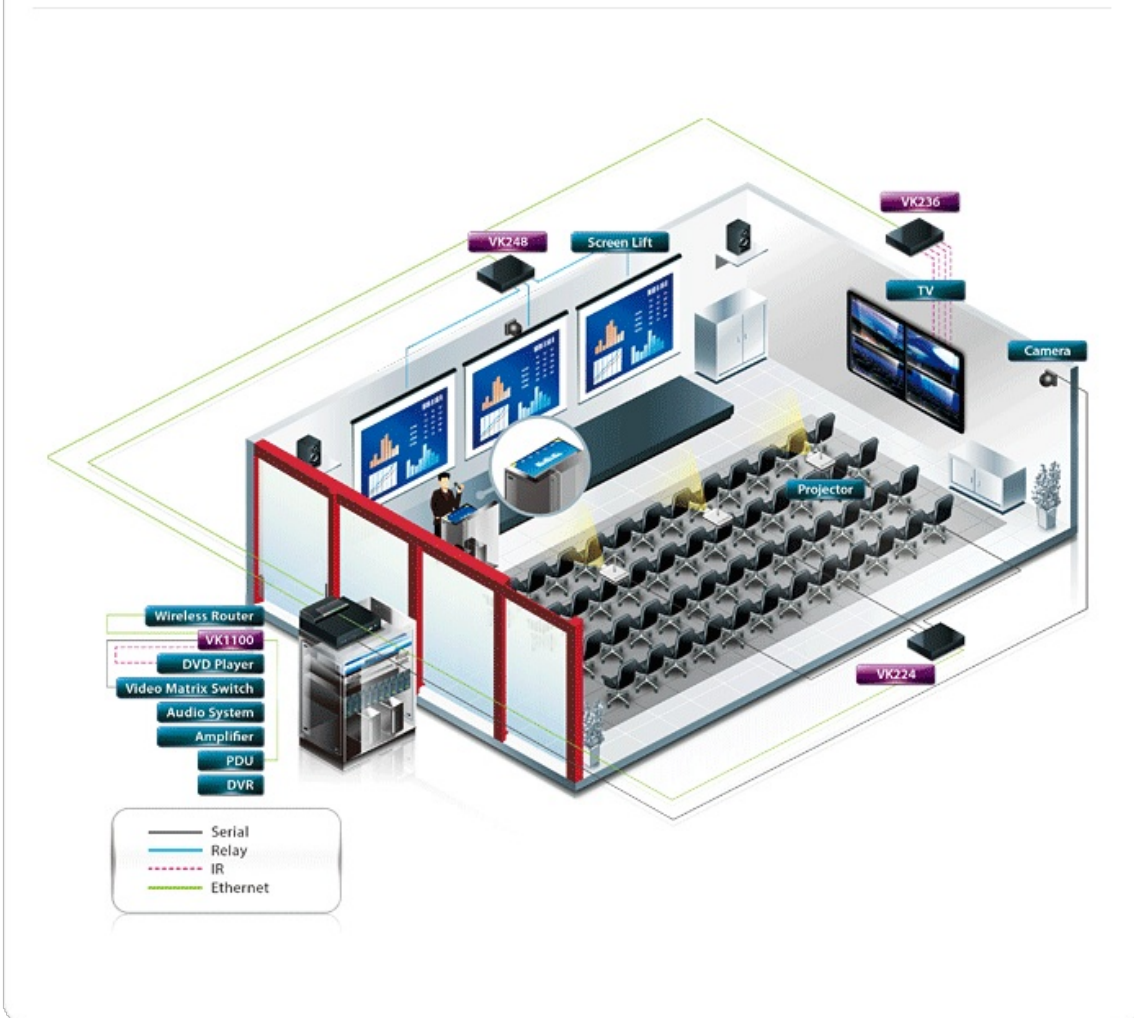 VK236
VK248
Screen Lift
TV
Camera
Projector
Wireless Router
VK1100
DVD Player
VK224
Video Matrix Switch
Audio System
Amplifier
PDU
DVR
Serial
Relay
IR
Ethernet